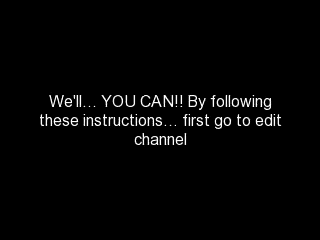 We'll... YOU CAN!! By following
these instructions... first go to edit
channel